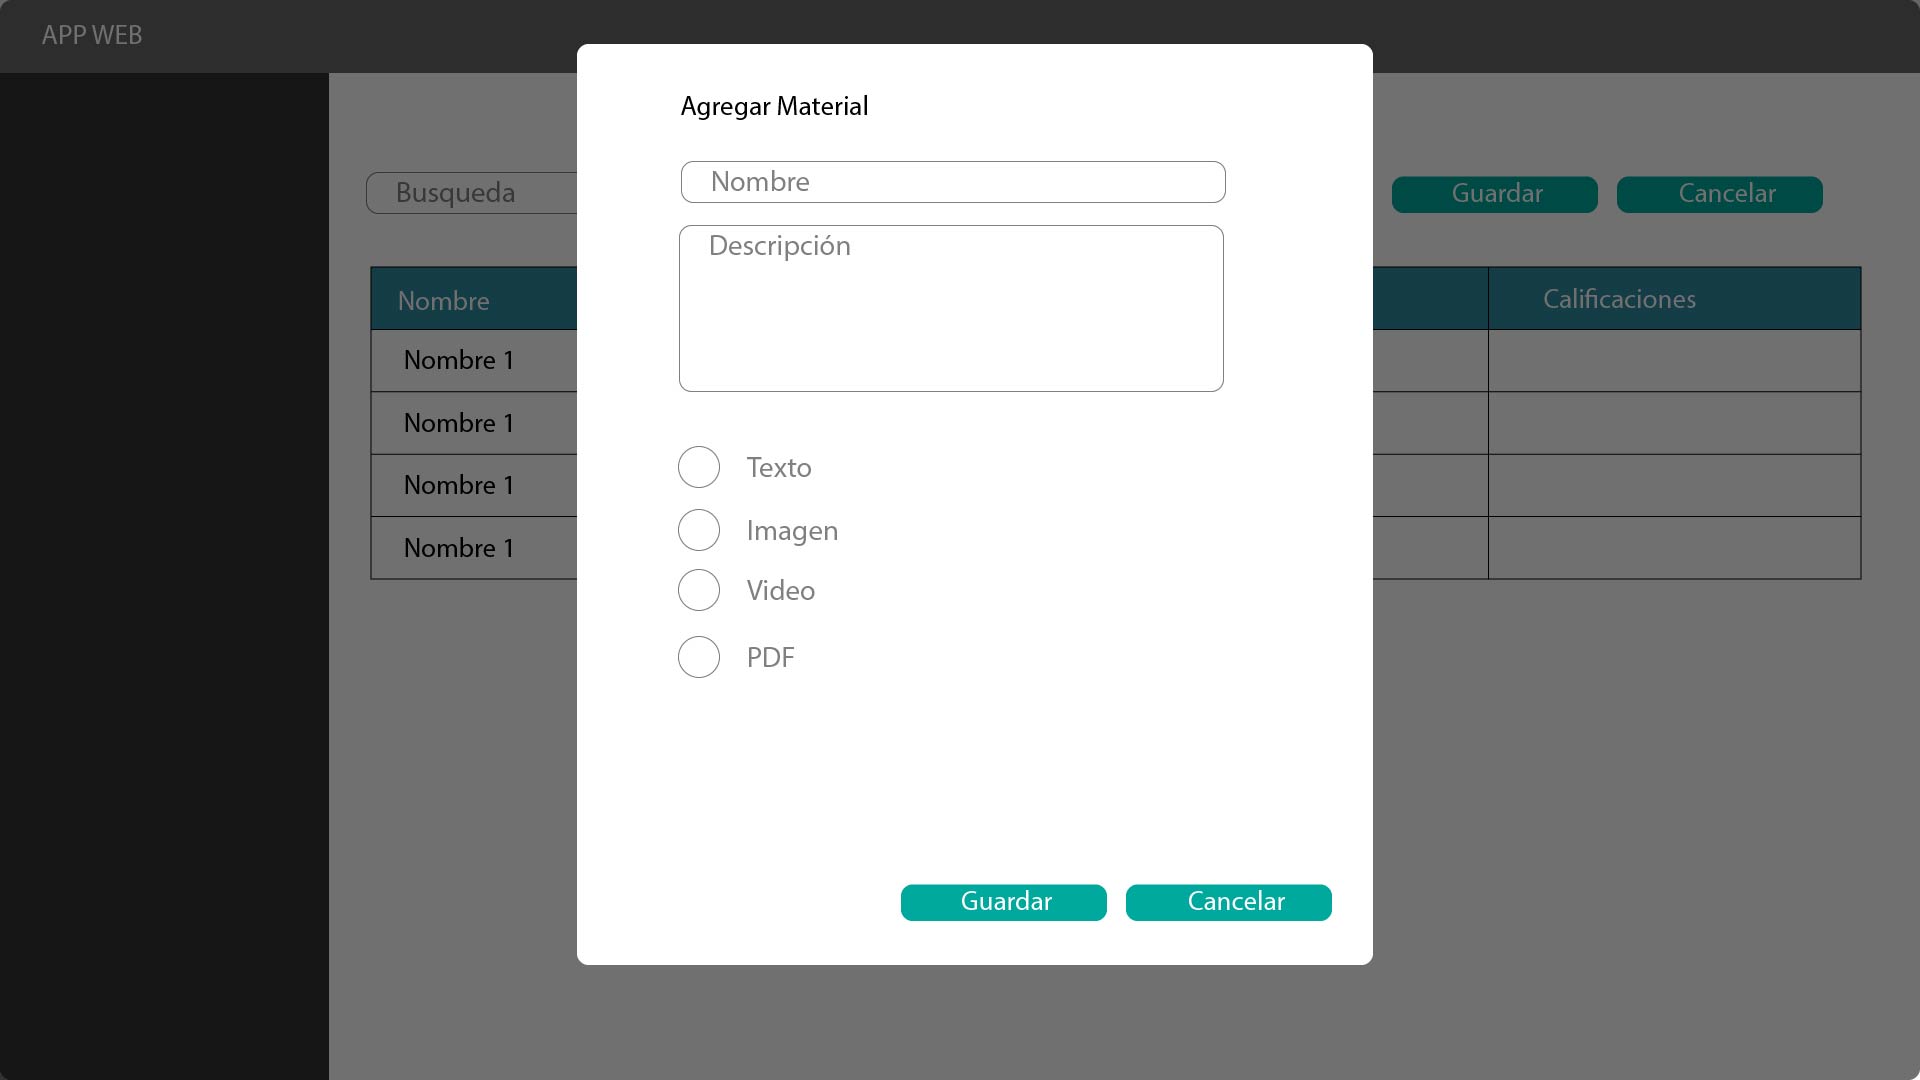 APP WEB
Agregar Material
Nombre
Descripción
Texto
Imagen
Video
PDF
Guardar Cancelar
Busqueda
Guardar Cancelar
Nombre Calificaciones
Nombre 1
Nombre 1
Nombre 1
Nombre 1